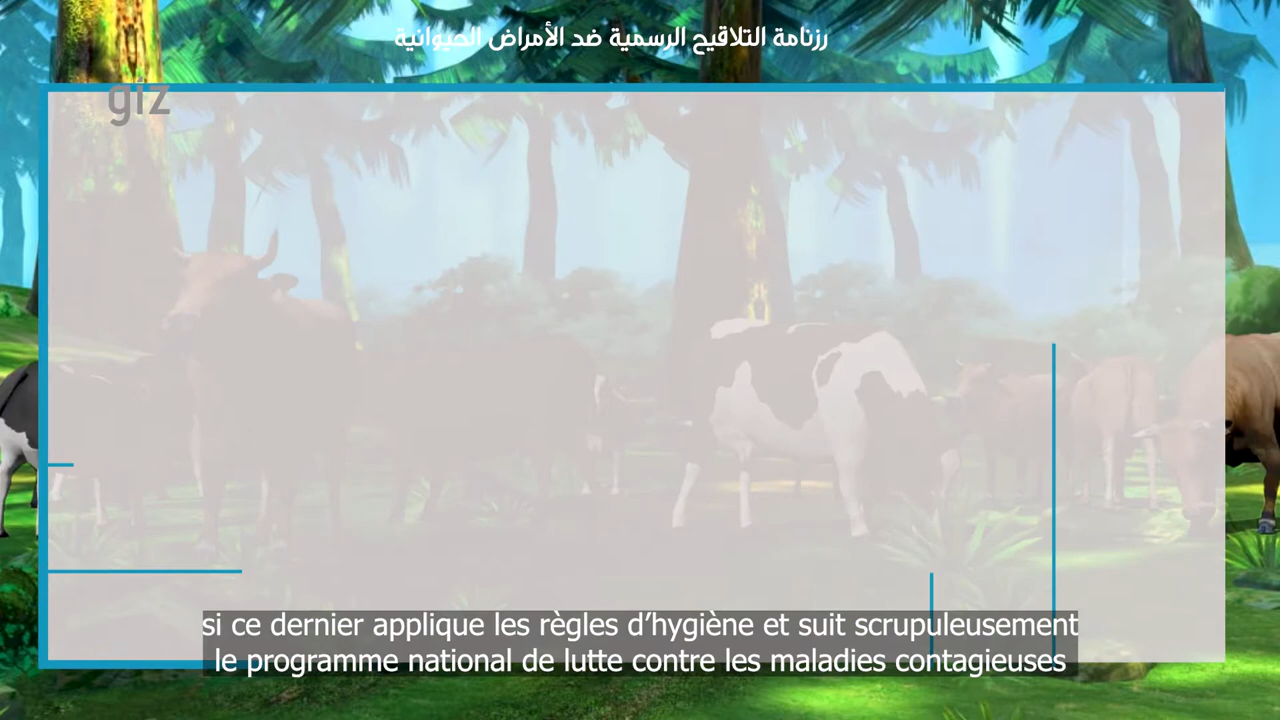 رزنامة التلاقيح الرسمية ضد الأمراض الحيوانية
giz
si ce dernier applique les règles d’hygiène et suit scrupuleusement
le programme national de lutte contre les maladies contagieuses